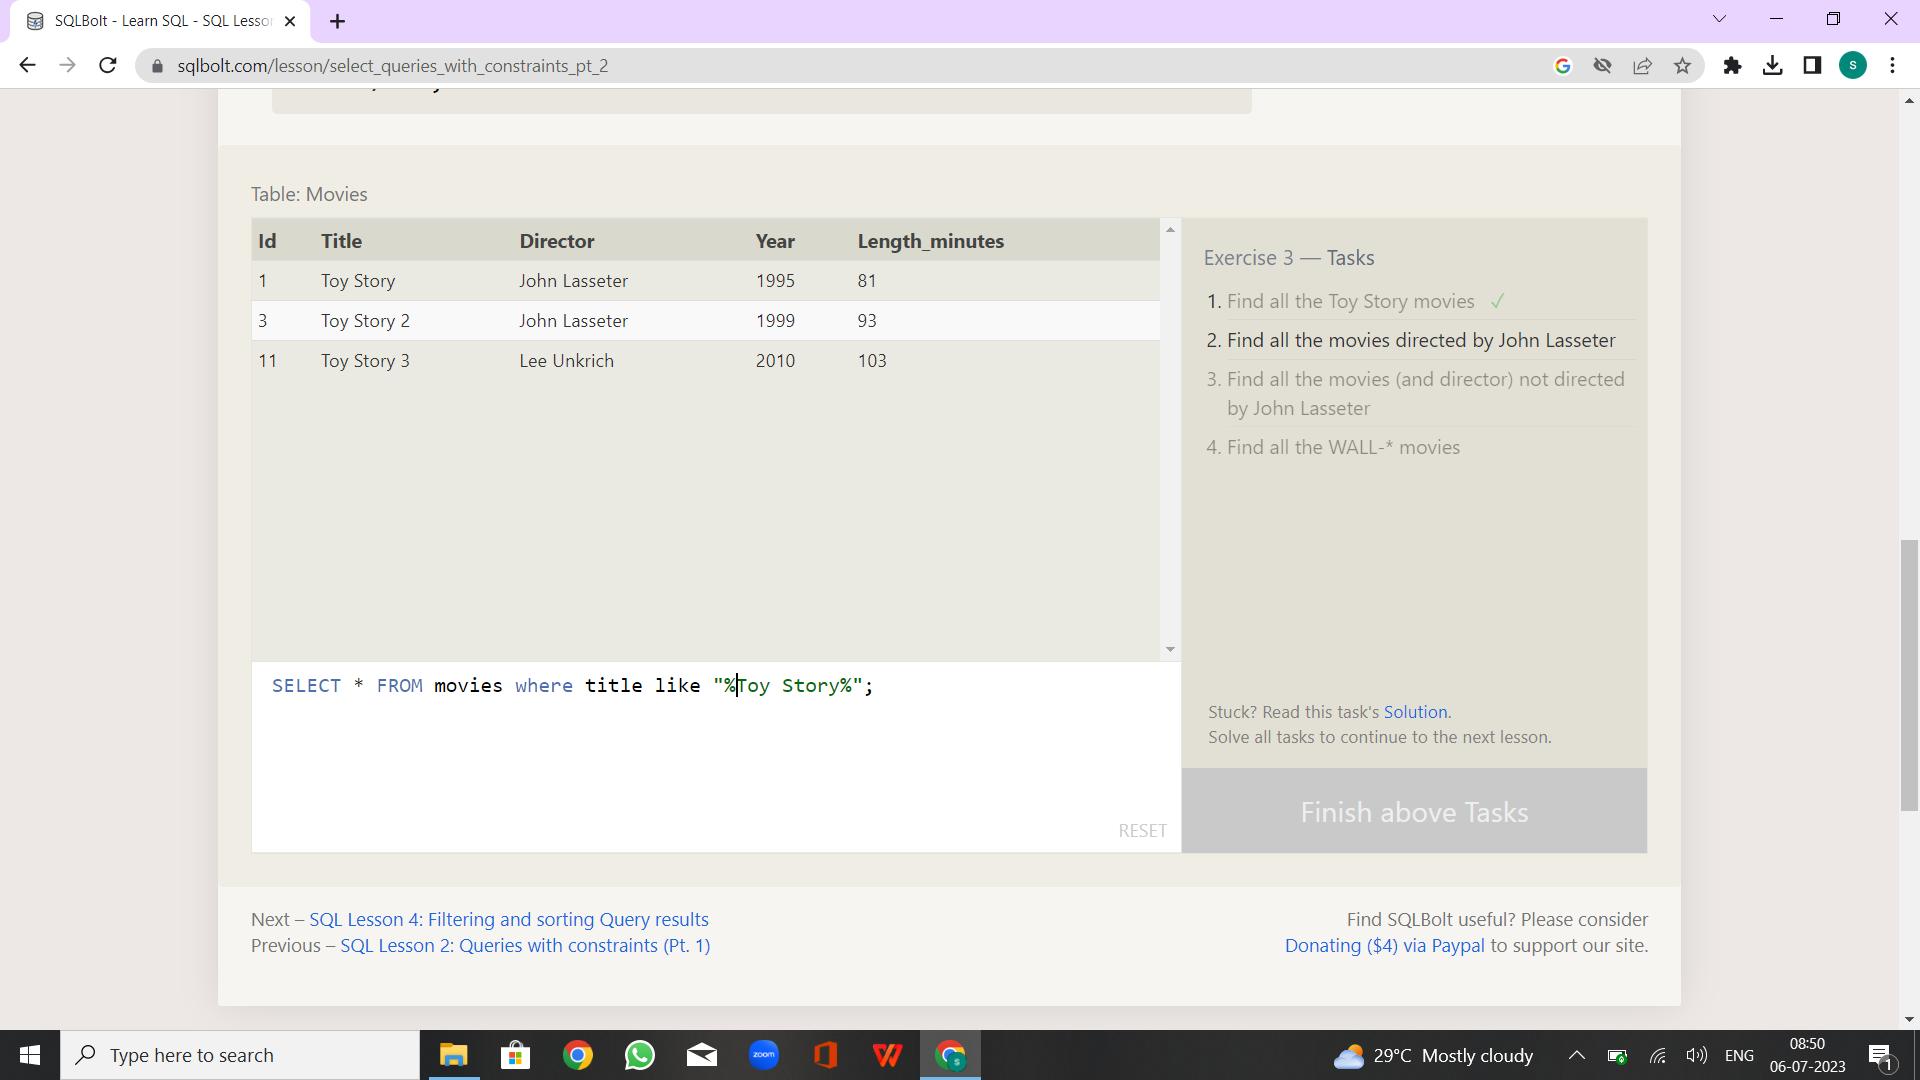 SQLBolt - Learn SQL - SQL Lesso
sqlbolt.com/lesson/select_queries_with_constraints_pt_2
S
Table: Movies
Id Title Director Year Length_minutes
1 Toy Story John Lasseter 1995 81
3 Toy Story 2 John Lasseter 1999 93
11 Toy Story 3 Lee Unkrich 2010 103
Exercise 3 — Tasks
1. Find all the Toy Story movies ✓
2. Find all the movies directed by John Lasseter
3. Find all the movies (and director) not directed
by John Lasseter
4. Find all the WALL-* movies
SELECT * FROM movies where title like "%Toy Story%";
RESET
Stuck? Read this task's Solution.
Solve all tasks to continue to the next lesson.
Finish above Tasks
Next – SQL Lesson 4: Filtering and sorting Query results
Previous – SQL Lesson 2: Queries with constraints (Pt. 1)
Find SQLBolt useful? Please consider
Donating ($4) via Paypal to support our site.
Type here to search
zoom
S
29°C Mostly cloudy
ENG
08:50
06-07-2023
1